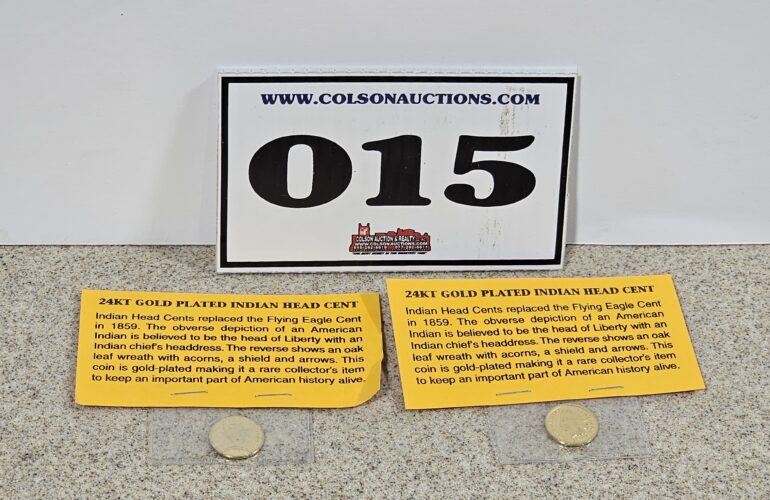 WWW.COLSONAUCTIONS.COM
015
COLSON AUCTION & REALTY
WWW.COLSONAUCTIONS.COM
24KT GOLD PLATED INDIAN HEAD CENT
Indian Head Cents replaced the Flying Eagle Cent
in 1859. The obverse depiction of an American
Indian is believed to be the head of Liberty with an
Indian chief's headdress. The reverse shows an oak
leaf wreath with acorns, a shield and arrows. This
coin is gold-plated making it a rare collector's item
to keep an important part of American history alive.
24KT GOLD PLATED INDIAN HEAD CENT
Indian Head Cents replaced the Flying Eagle Cent
in 1859. The obverse depiction of an American
Indian is believed to be the head of Liberty with an
Indian chief's headdress. The reverse shows an oak
leaf wreath with acorns, a shield and arrows. This
coin is gold-plated making it a rare collector's item
to keep an important part of American history alive.